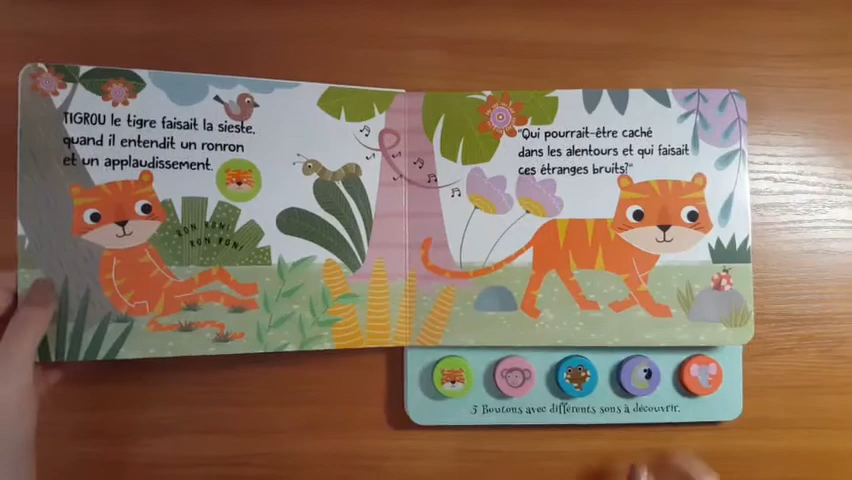 TIGROU le tigre faisait la sieste,
quand il entendit un ronron
et un applaudissement.
RON RON!
RON RON!
"Qui pourrait-être caché
dans les alentours et qui faisait
ces étranges bruits?"
5 Boutons avec différents sons à découvrir.